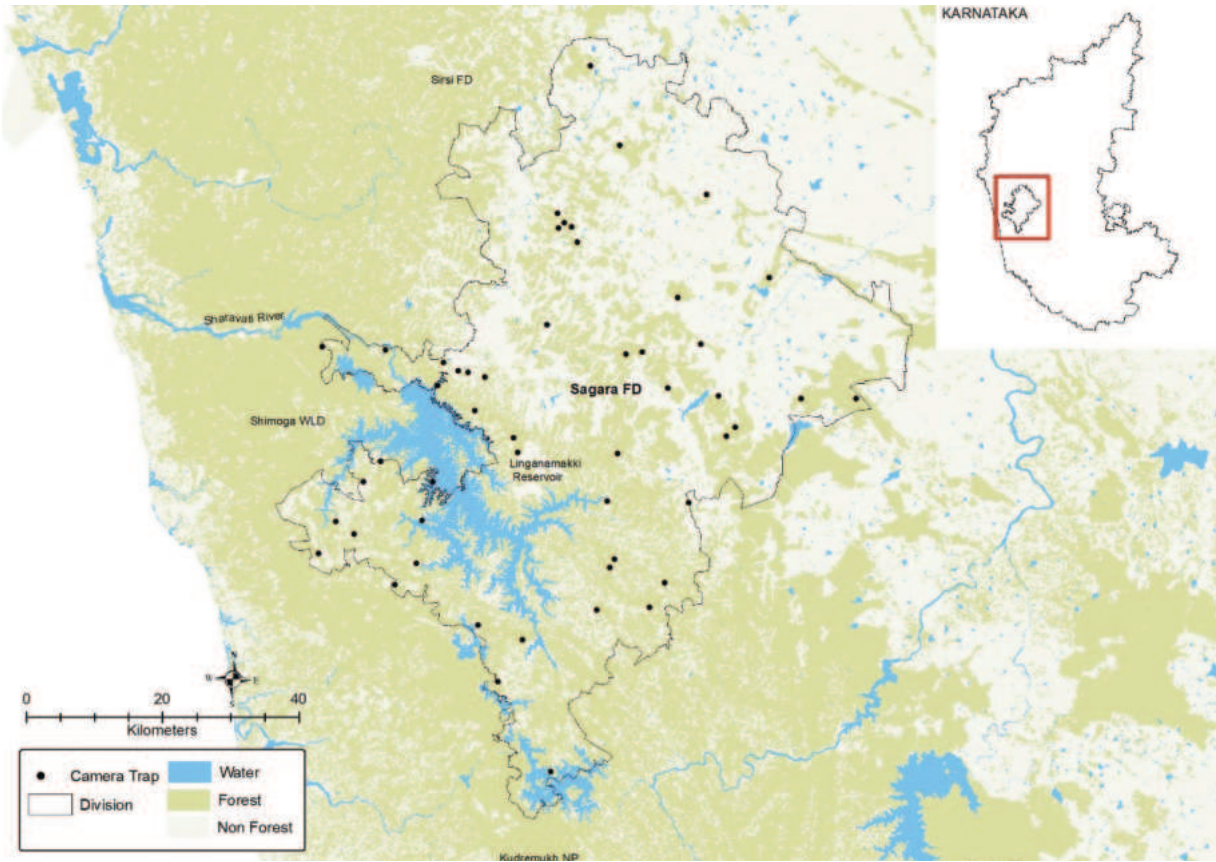 KARNATAKA
Sirsi FD
Sharavati River
Sagara FD
Shimoga WLD
Linganamakki
Reservoir
N
W E
S
0 20 40
Kilometers
Camera Trap
Water
Division
Forest
Non Forest
Kudremukh NP